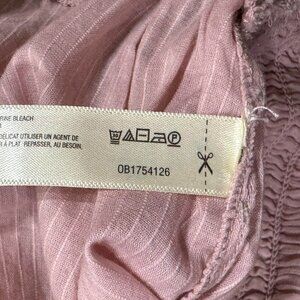 RINE BLEACH
DÉLICAT UTILISER UN AGENT DE
À PLAT REPASSER, AU BESOIN.
0B1754126